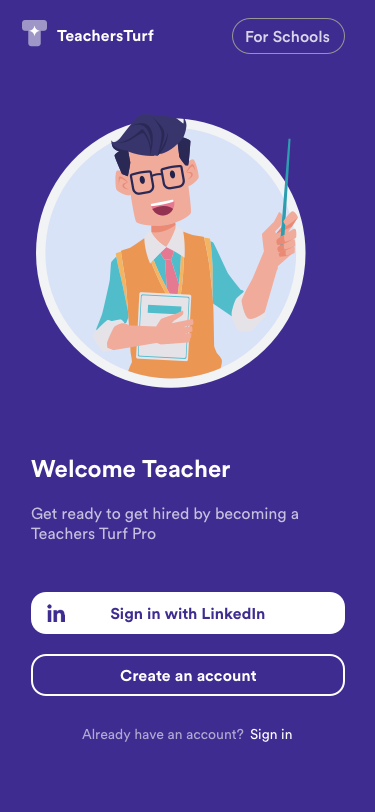 TeachersTurf
For Schools
Welcome Teacher
Get ready to get hired by becoming a
Teachers Turf Pro
in Sign in with LinkedIn
Create an account
Already have an account? Sign in